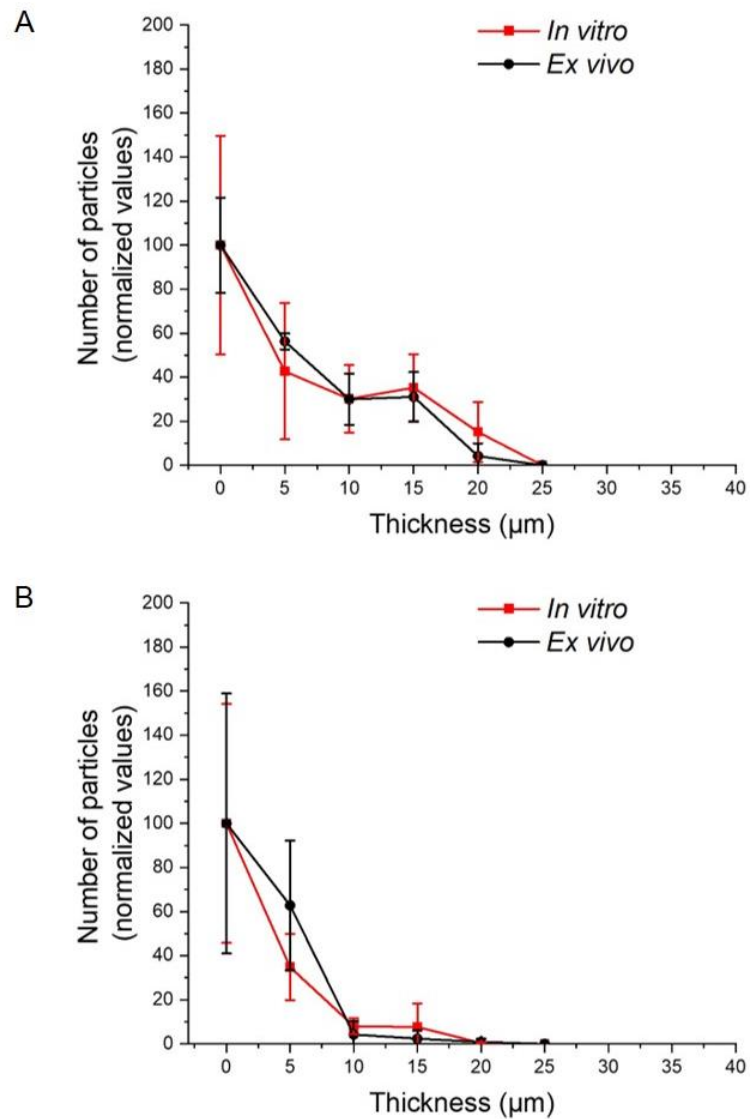 A
200
180
160
140
120
100
80
60
40
20
0
Number of particles
(normalized values)
In vitro
Ex vivo
0 5 10 15 20 25 30 35 40
Thickness (µm)
B
200
180
160
140
120
100
80
60
40
20
0
Number of particles
(normalized values)
In vitro
Ex vivo
0 5 10 15 20 25 30 35 40
Thickness (µm)